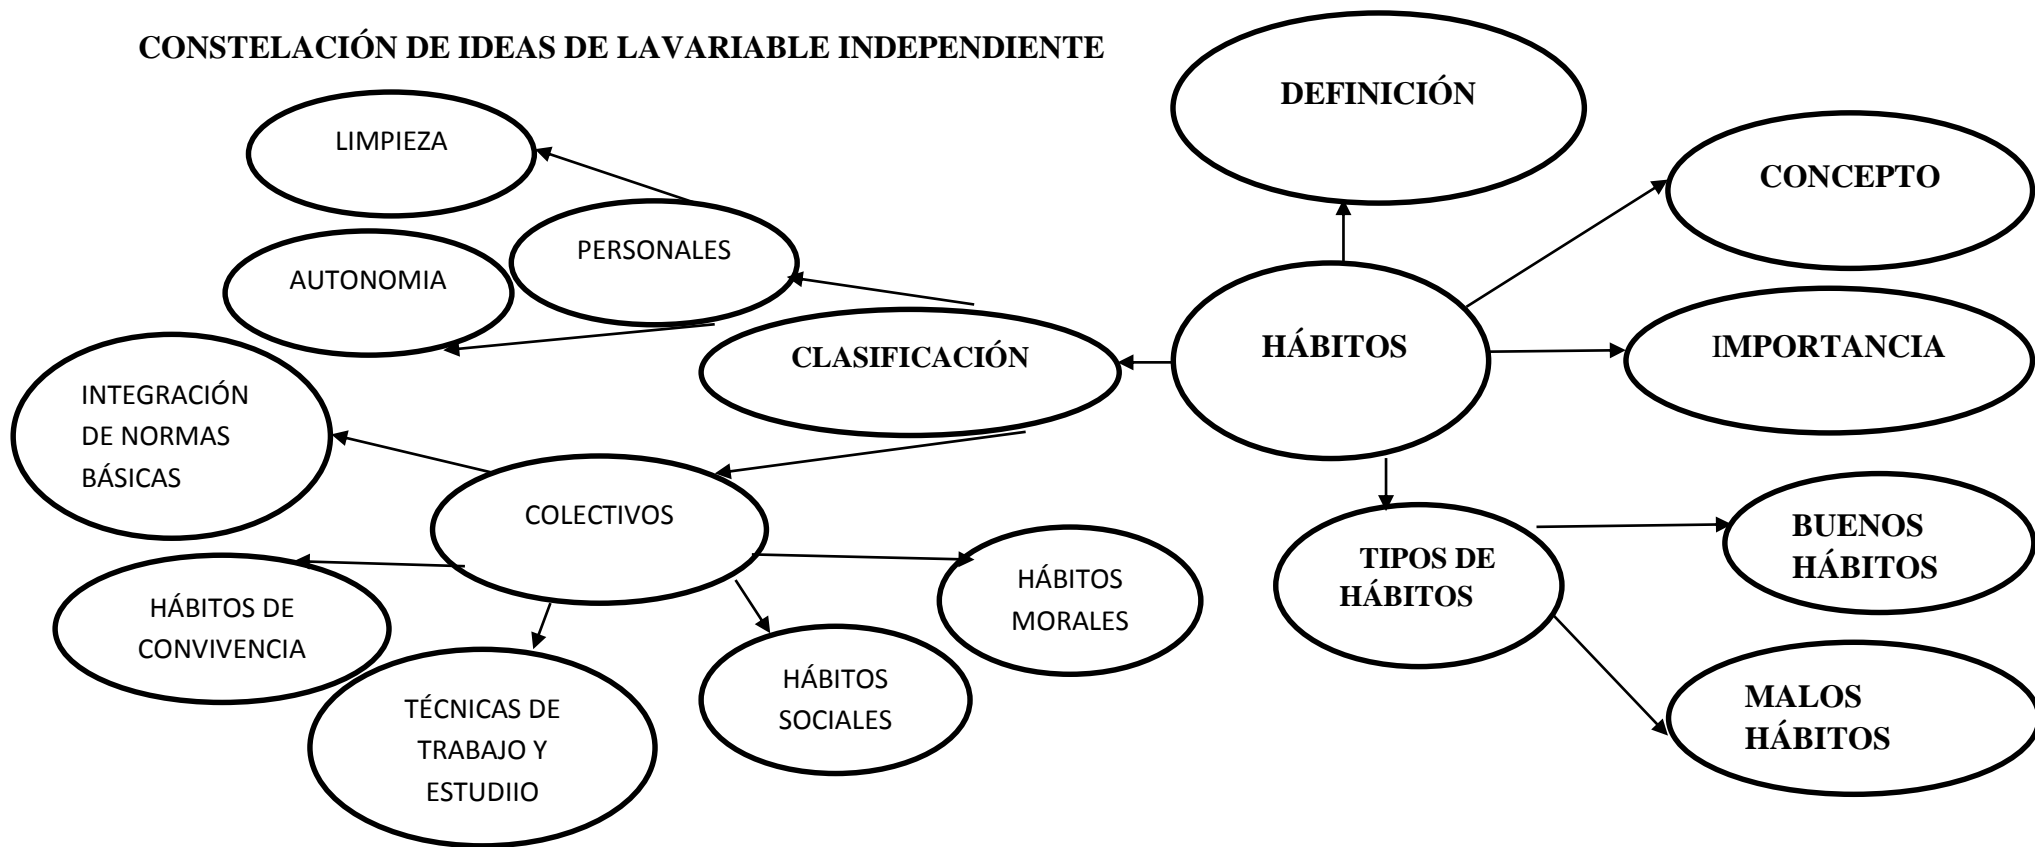 CONSTELACIÓN DE IDEAS DE LAVARIABLE INDEPENDIENTE
DEFINICIÓN
LIMPIEZA
CONCEPTO
PERSONALES
AUTONOMIA
HÁBITOS
IMPORTANCIA
CLASIFICACIÓN
INTEGRACIÓN
DE NORMAS
BÁSICAS
COLECTIVOS
BUENOS
HÁBITOS
TIPOS DE
HÁBITOS
HÁBITOS
MORALES
HÁBITOS DE
CONVIVENCIA
HÁBITOS
SOCIALES
TÉCNICAS DE
TRABAJO Y
ESTUDIIO
MALOS
HÁBITOS